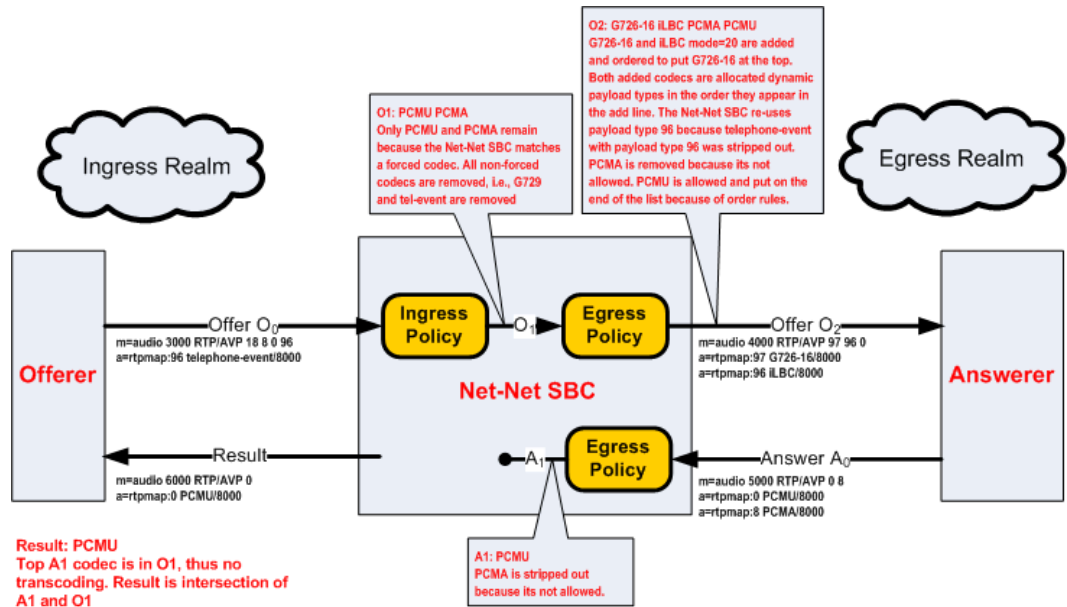 O2: G726-16 iLBC PCMA PCMU
G726-16 and iLBC mode=20 are added
and ordered to put G726-16 at the top.
Both added codecs are allocated dynamic
payload types in the order they appear in
the add line. The Net-Net SBC re-uses
payload type 96 because telephone-event
with payload type 96 was stripped out.
PCMA is removed because its not
allowed. PCMU is allowed and put on the
end of the list because of order rules.
O1: PCMU PCMA
Only PCMU and PCMA remain
because the Net-Net SBC matches
a forced codec. All non-forced
codecs are removed, i.e., G729
and tel-event are removed
Ingress Realm
Egress Realm
Offerer
Offer O0
m=audio 3000 RTP/AVP 18 8 0 96
a=rtpmap:96 telephone-event/8000
Ingress
Policy
O1
Egress
Policy
Net-Net SBC
Offer O2
m=audio 4000 RTP/AVP 97 96 0
a=rtpmap:97 G726-16/8000
a=rtpmap:96 iLBC/8000
Answerer
Result
m=audio 6000 RTP/AVP 0
a=rtpmap:0 PCMU/8000
A1
Egress
Policy
Answer A0
m=audio 5000 RTP/AVP 0 8
a=rtpmap:0 PCMU/8000
a=rtpmap:8 PCMA/8000
Result: PCMU
Top A1 codec is in O1, thus no
transcoding. Result is intersection of
A1 and O1
A1: PCMU
PCMA is stripped out
because its not allowed.